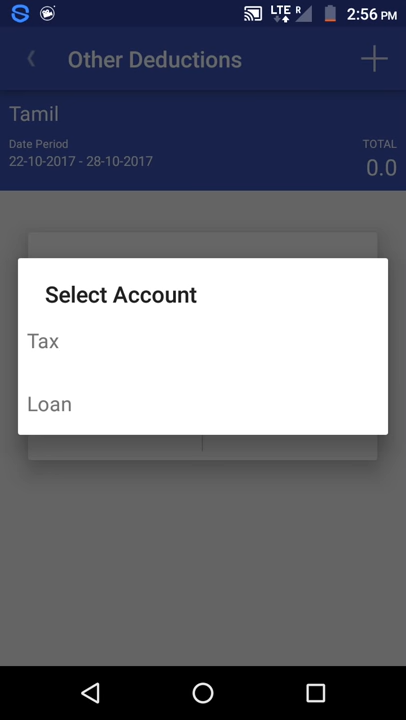 LTE R 2:56 PM
Other Deductions
Tamil
Date Period
22-10-2017 - 28-10-2017
TOTAL
0.0
Select Account
Tax
Loan